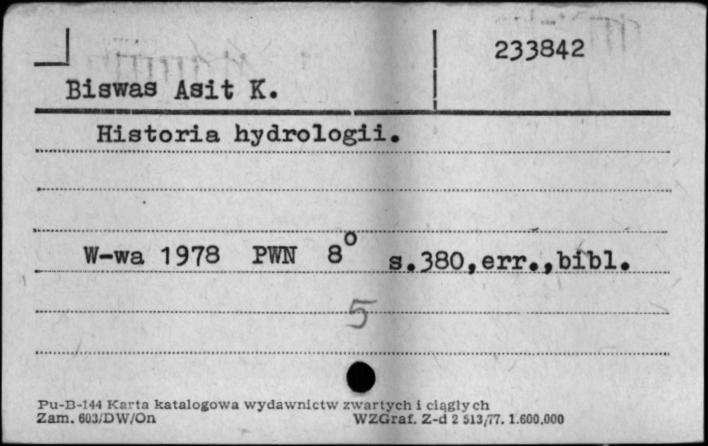 233842
Biswas Asit K.
Historia hydrologii.
W-wa 1978 PWN 8° s.380,err.,bibl.
5
Pu-B-144 Karta katalogowa wydawnictw zwartych i ciągłych
Zam. 603/DW/On WZGraf. Z-d 2 513/77. 1.600.000